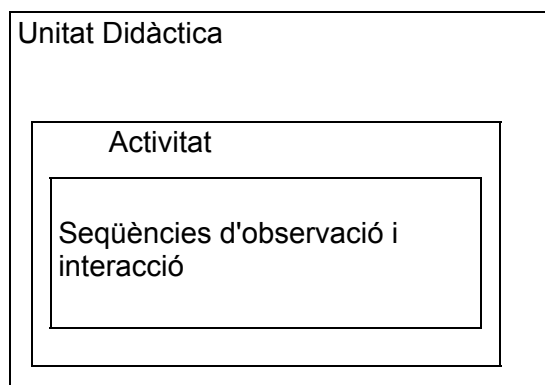 Unitat Didàctica
Activitat
Seqüències d'observació i
interacció